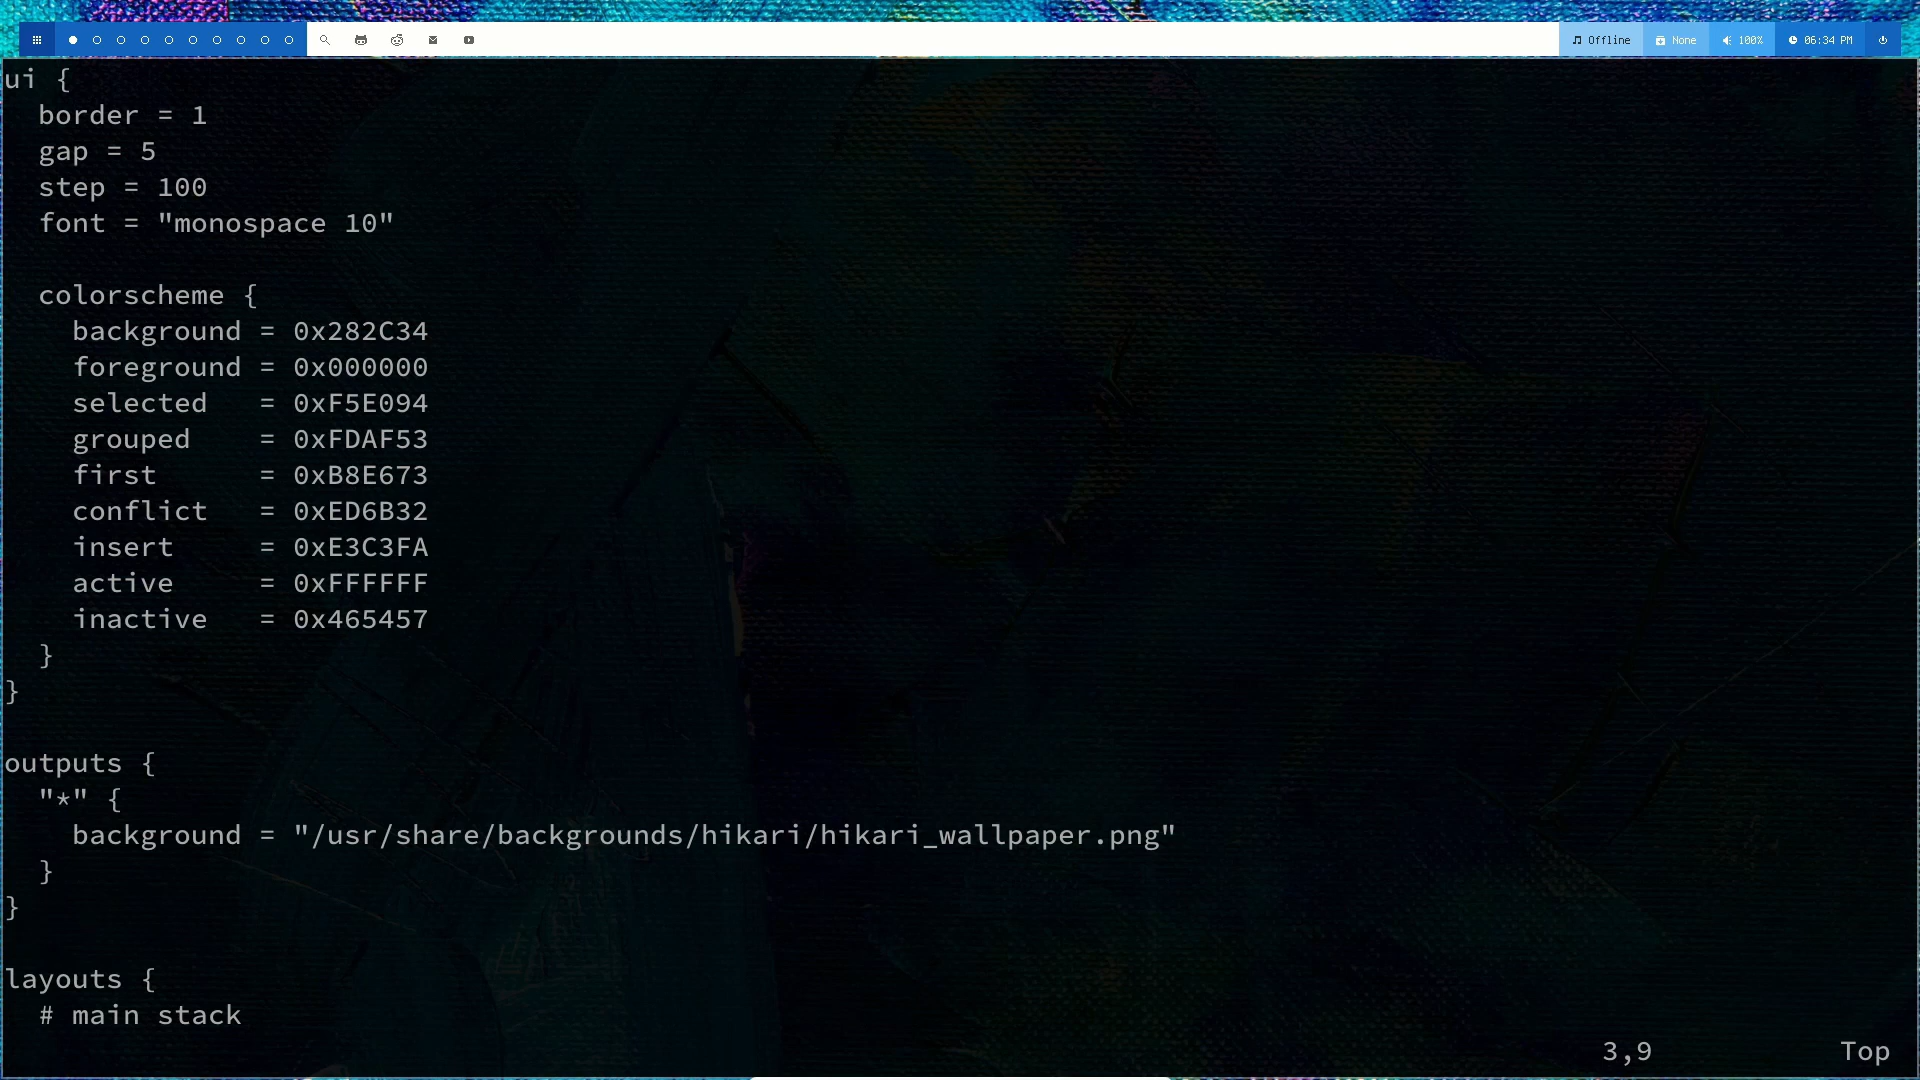 Offline None 100% 06:34 PM
ui {
  border = 1
  gap = 5
  step = 100
  font = "monospace 10"

  colorscheme {
    background = 0x282C34
    foreground = 0x000000
    selected   = 0xF5E094
    grouped    = 0xFDAF53
    first      = 0xB8E673
    conflict   = 0xED6B32
    insert     = 0xE3C3FA
    active     = 0xFFFFFF
    inactive   = 0x465457
  }
}

outputs {
  "*" {
    background = "/usr/share/backgrounds/hikari/hikari_wallpaper.png"
  }
}

layouts {
  # main stack
3,9 Top